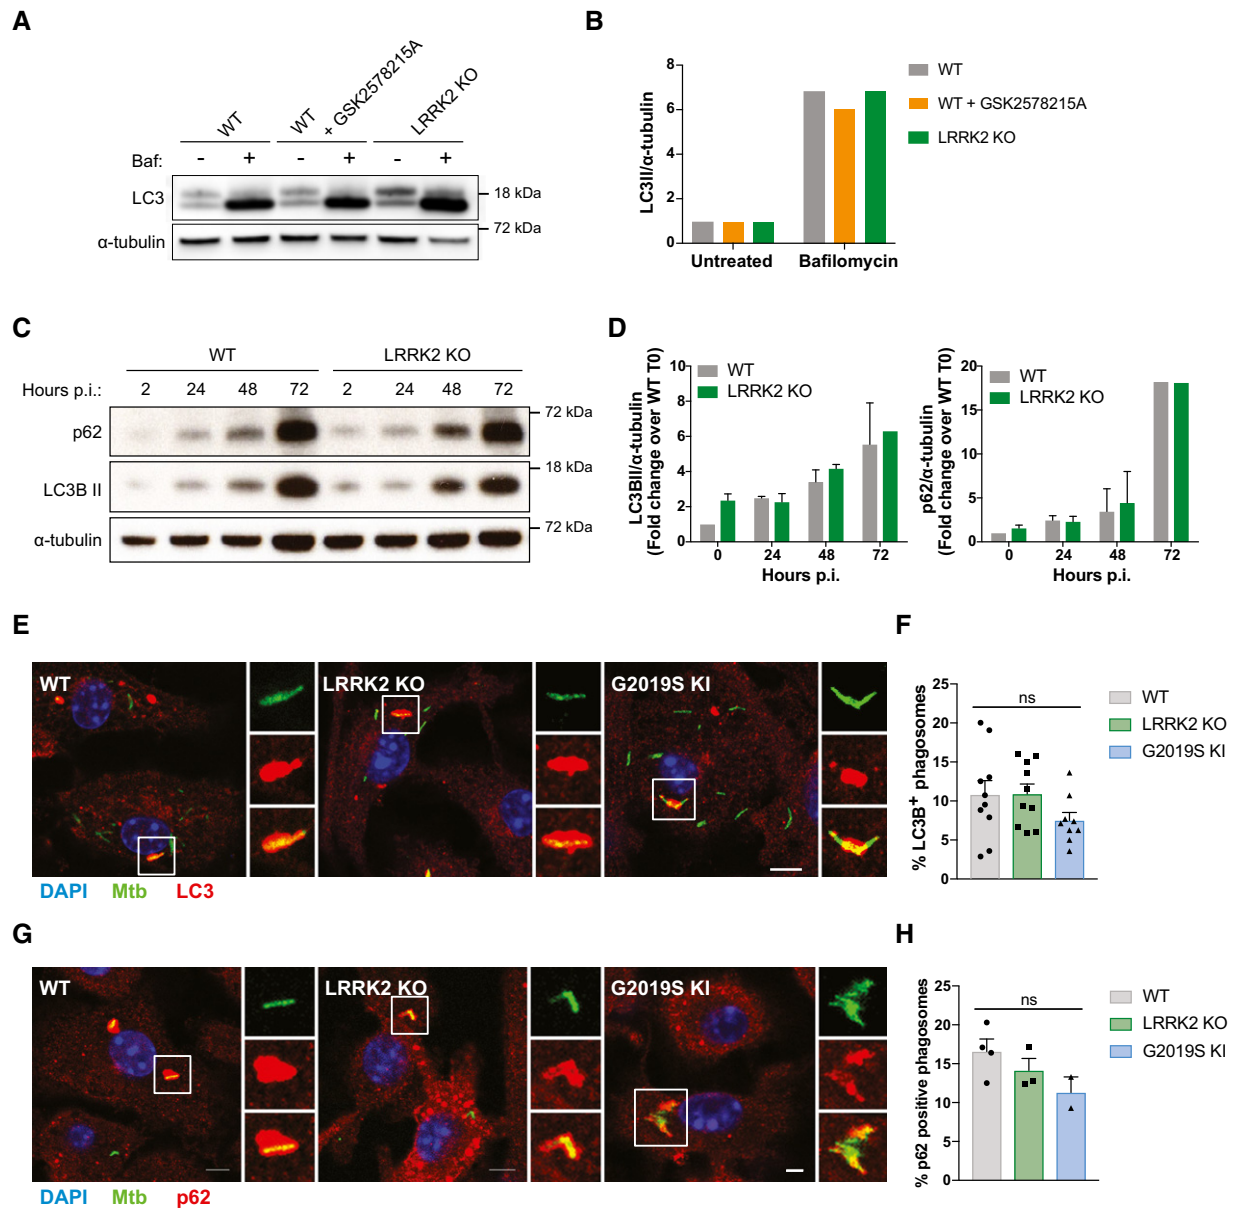 A
WT
WT + GSK2578215A
LRRK2 KO
Baf: - + - + - +
LC3
18 kDa
α-tubulin
72 kDa
B
LC3II/α-tubulin
8
6
4
2
0
Untreated
Bafilomycin
WT
WT + GSK2578215A
LRRK2 KO
C
WT
LRRK2 KO
Hours p.i.: 2 24 48 72 2 24 48 72
p62
72 kDa
LC3B II
18 kDa
α-tubulin
72 kDa
D
LC3BII/α-tubulin
(Fold change over WT T0)
10
8
6
4
2
0
WT
LRRK2 KO
0 24 48 72
Hours p.i.
p62/α-tubulin
(Fold change over WT T0)
20
15
10
5
0
WT
LRRK2 KO
0 24 48 72
Hours p.i.
E
WT
LRRK2 KO
G2019S KI
DAPI Mtb LC3
F
% LC3B+ phagosomes
25
20
15
10
5
0
ns
WT
LRRK2 KO
G2019S KI
G
WT
LRRK2 KO
G2019S KI
DAPI Mtb p62
H
% p62 positive phagosomes
25
20
15
10
5
0
ns
WT
LRRK2 KO
G2019S KI